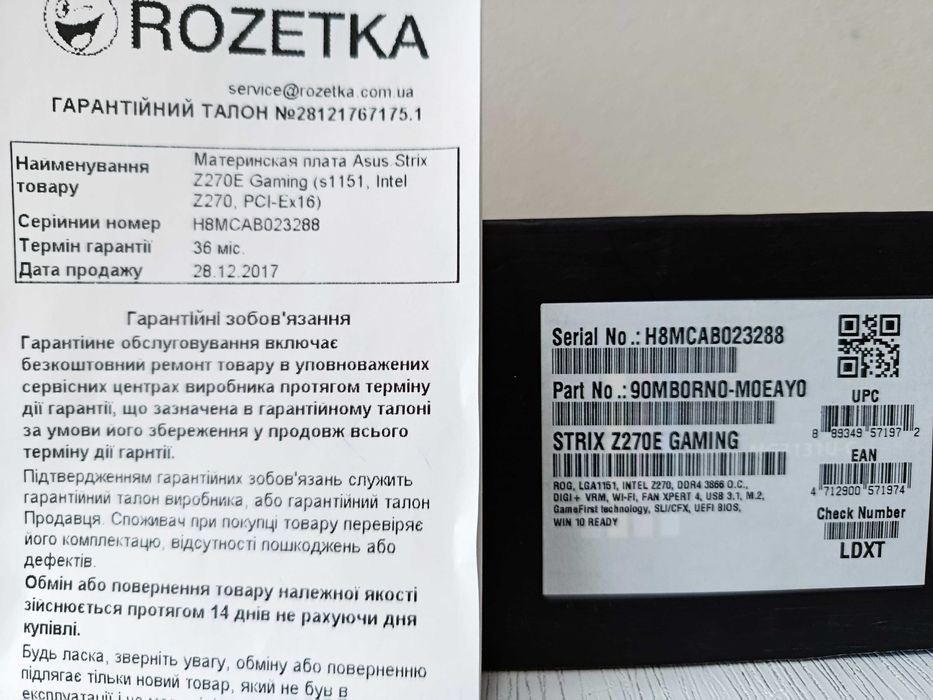 ROZETKA
service@rozetka.com.ua
ГАРАНТІЙНИЙ ТАЛОН №28121767175.1
Наименування товару
Материнская плата Asus Strix
Z270E Gaming (s1151, Intel
Z270, PCI-Ex16)
Серійний номер H8MCAB023288
Термін гарантії 36 міс.
Дата продажу 28.12.2017
Гарантійні зобов'язання
Гарантійне обслуговування включає
безкоштовний ремонт товару в уповноважених
сервісних центрах виробника протягом терміну
дії гарантії, що зазначена в гарантійному талоні
за умови його збереження у продовж всього
терміну дії гарнтії.
Підтвердженням гарантійних зобов'язань служить
гарантійний талон виробника, або гарантійний талон
Продавця. Споживач при покупці товару перевіряє
його комплектацію, відсутності пошкоджень або
дефектів.
Обмін або повернення товару належної якості
зійснюється протягом 14 днів не рахуючи дня
купівлі.
Будь ласка, зверніть увагу, обміну або поверненню
підлягає тільки новий товар, який не був в
експлуатації і
Serial No.: H8MCAB023288
Part No.: 90MB0RN0-M0EAY0
STRIX Z270E GAMING
ROG, LGA1151, INTEL Z270, DDR4 3866 O.C.,
DIGI+ VRM, WI-FI, FAN XPERT 4, USB 3.1, M.2,
GameFirst technology, SLI/CFX, UEFI BIOS,
WIN 10 READY
UPC
8 89349 57197 2
EAN
4 712900 571974
Check Number
LDXT